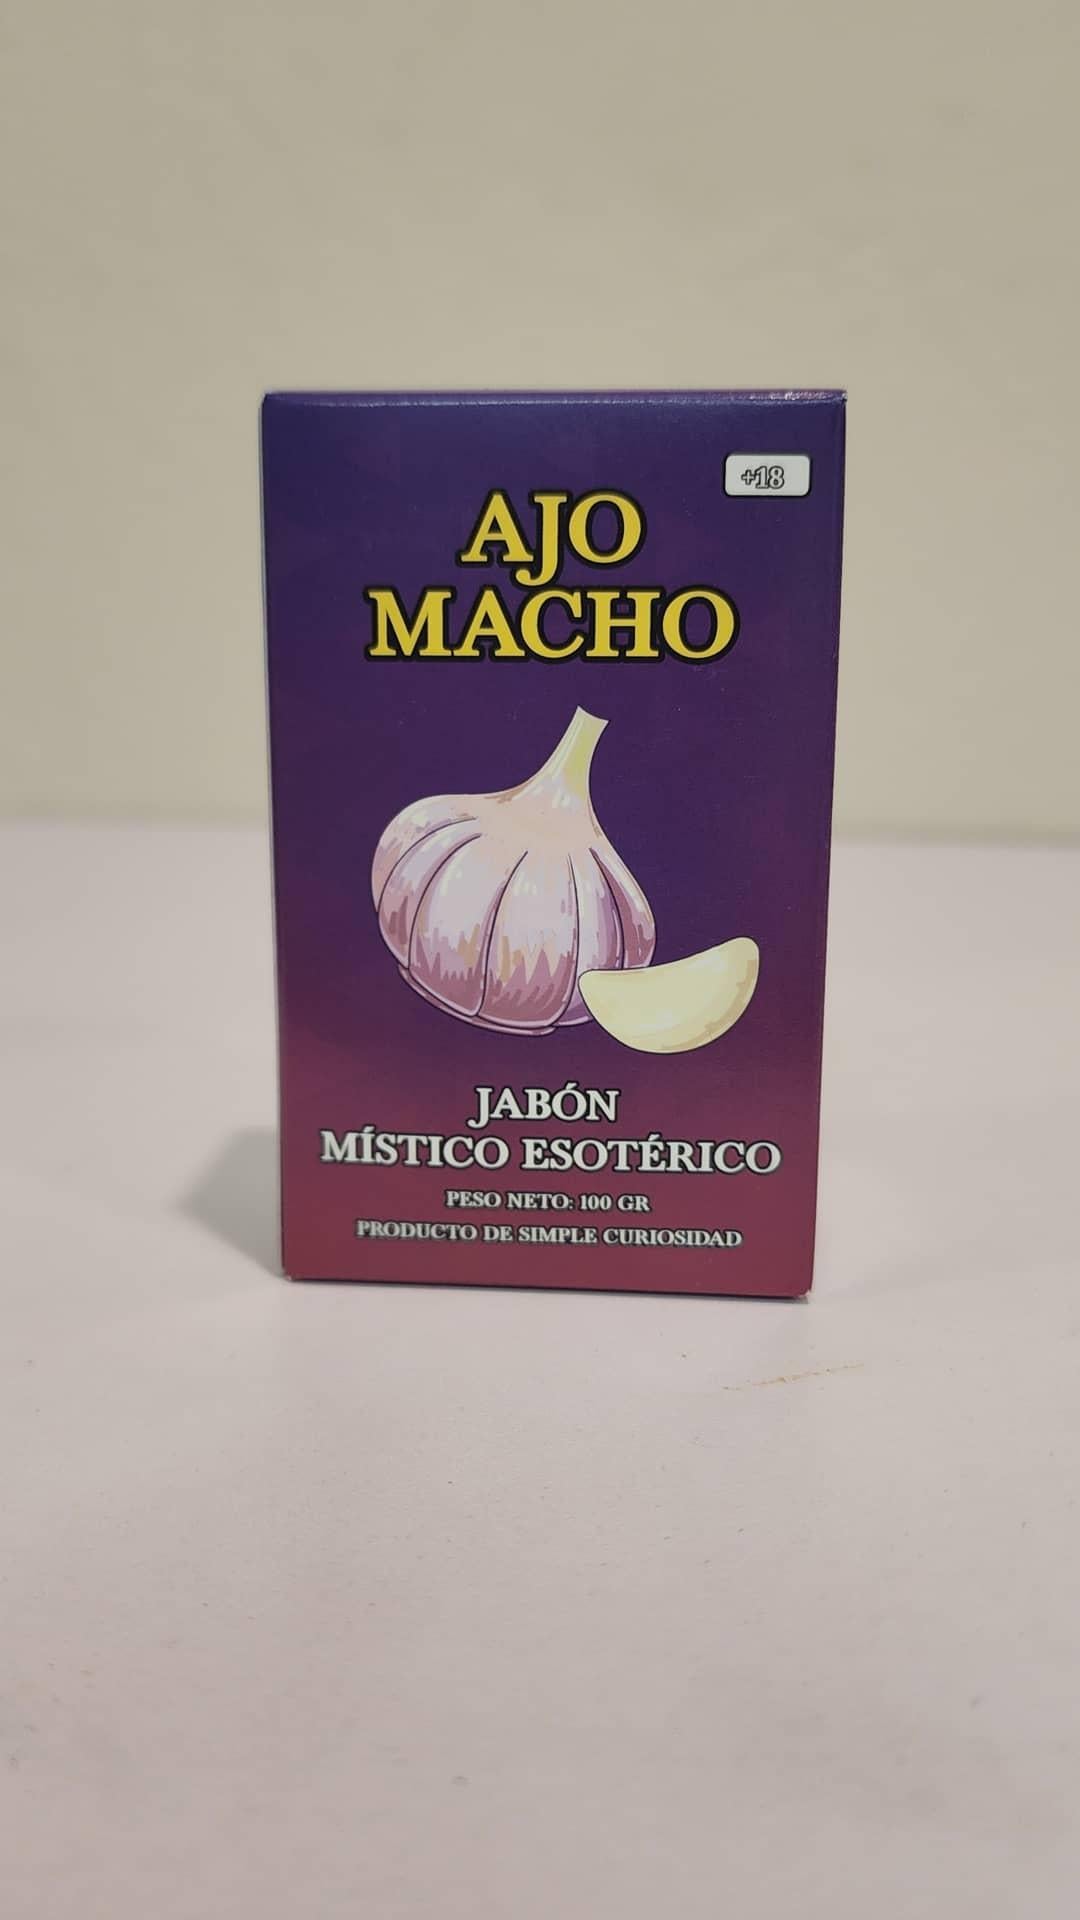 +18
AJO
MACHO
JABÓN
MÍSTICO ESOTÉRICO
PESO NETO: 100 GR
PRODUCTO DE SIMPLE CURIOSIDAD